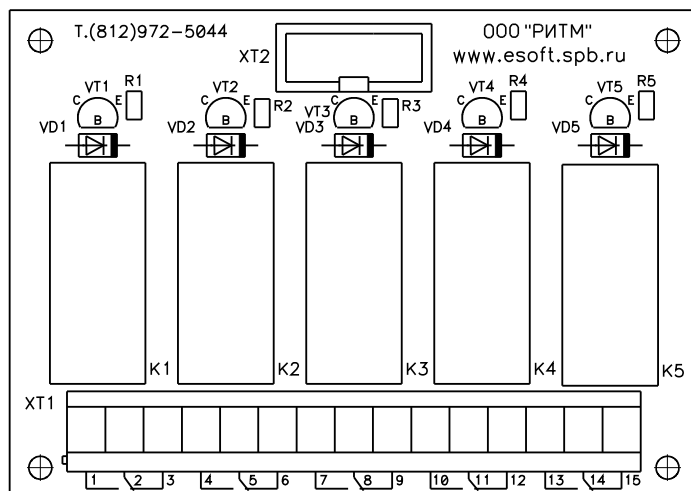 Т.(812)972-5044
ООО "РИТМ"
www.esoft.spb.ru
XT2
VT1 R1
C E
B
VD1
VT2 R2
C E
B
VD2
VT3 R3
C E
B
VD3
VT4 R4
C E
B
VD4
VT5 R5
C E
B
VD5
K1 K2 K3 K4 K5
XT1
1 2 3 4 5 6 7 8 9 10 11 12 13 14 15